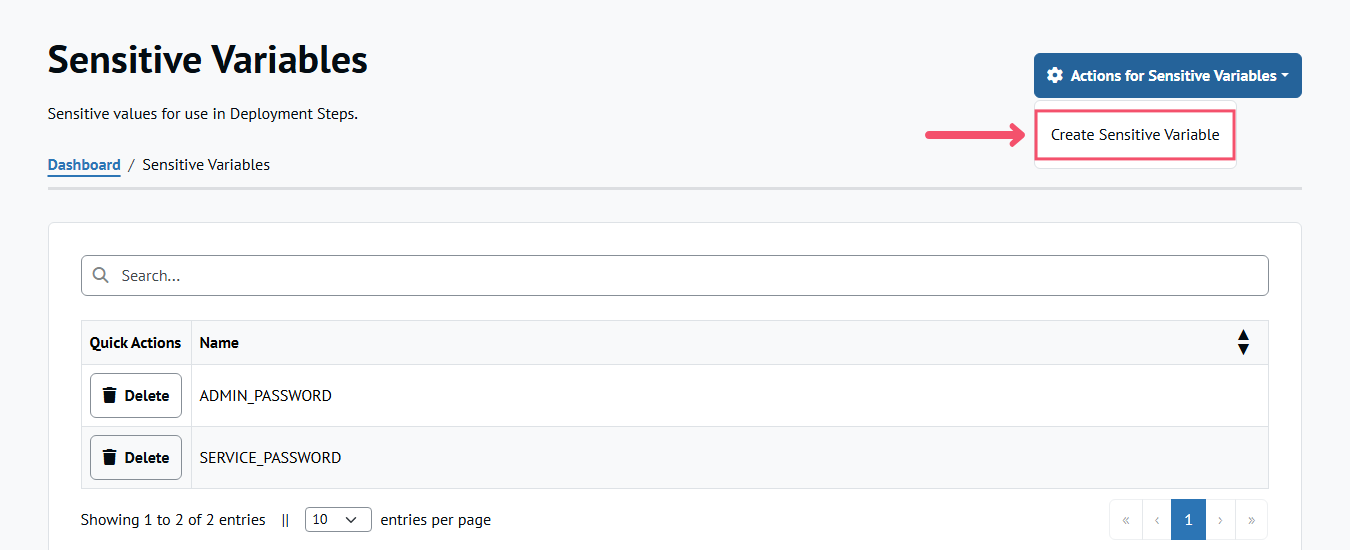 Sensitive Variables
Actions for Sensitive Variables
Sensitive values for use in Deployment Steps.
Create Sensitive Variable
Dashboard / Sensitive Variables
Search...
Quick Actions Name
Delete ADMIN_PASSWORD
Delete SERVICE_PASSWORD
Showing 1 to 2 of 2 entries || 10 entries per page « ‹ 1 › »